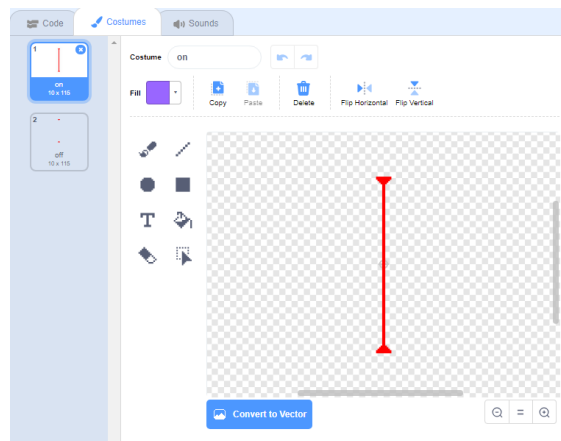 Code Costumes Sounds
1
on
10 x 115
2
off
10 x 115
Costume on
Fill
Copy Paste Delete Flip Horizontal Flip Vertical
T
Convert to Vector
=